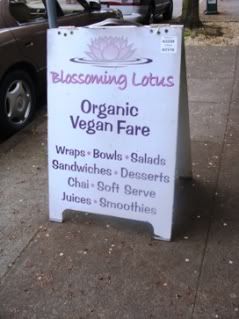 Blossoming Lotus
Organic
Vegan Fare
Wraps • Bowls • Salads
Sandwiches • Desserts
Chai • Soft Serve
Juices • Smoothies